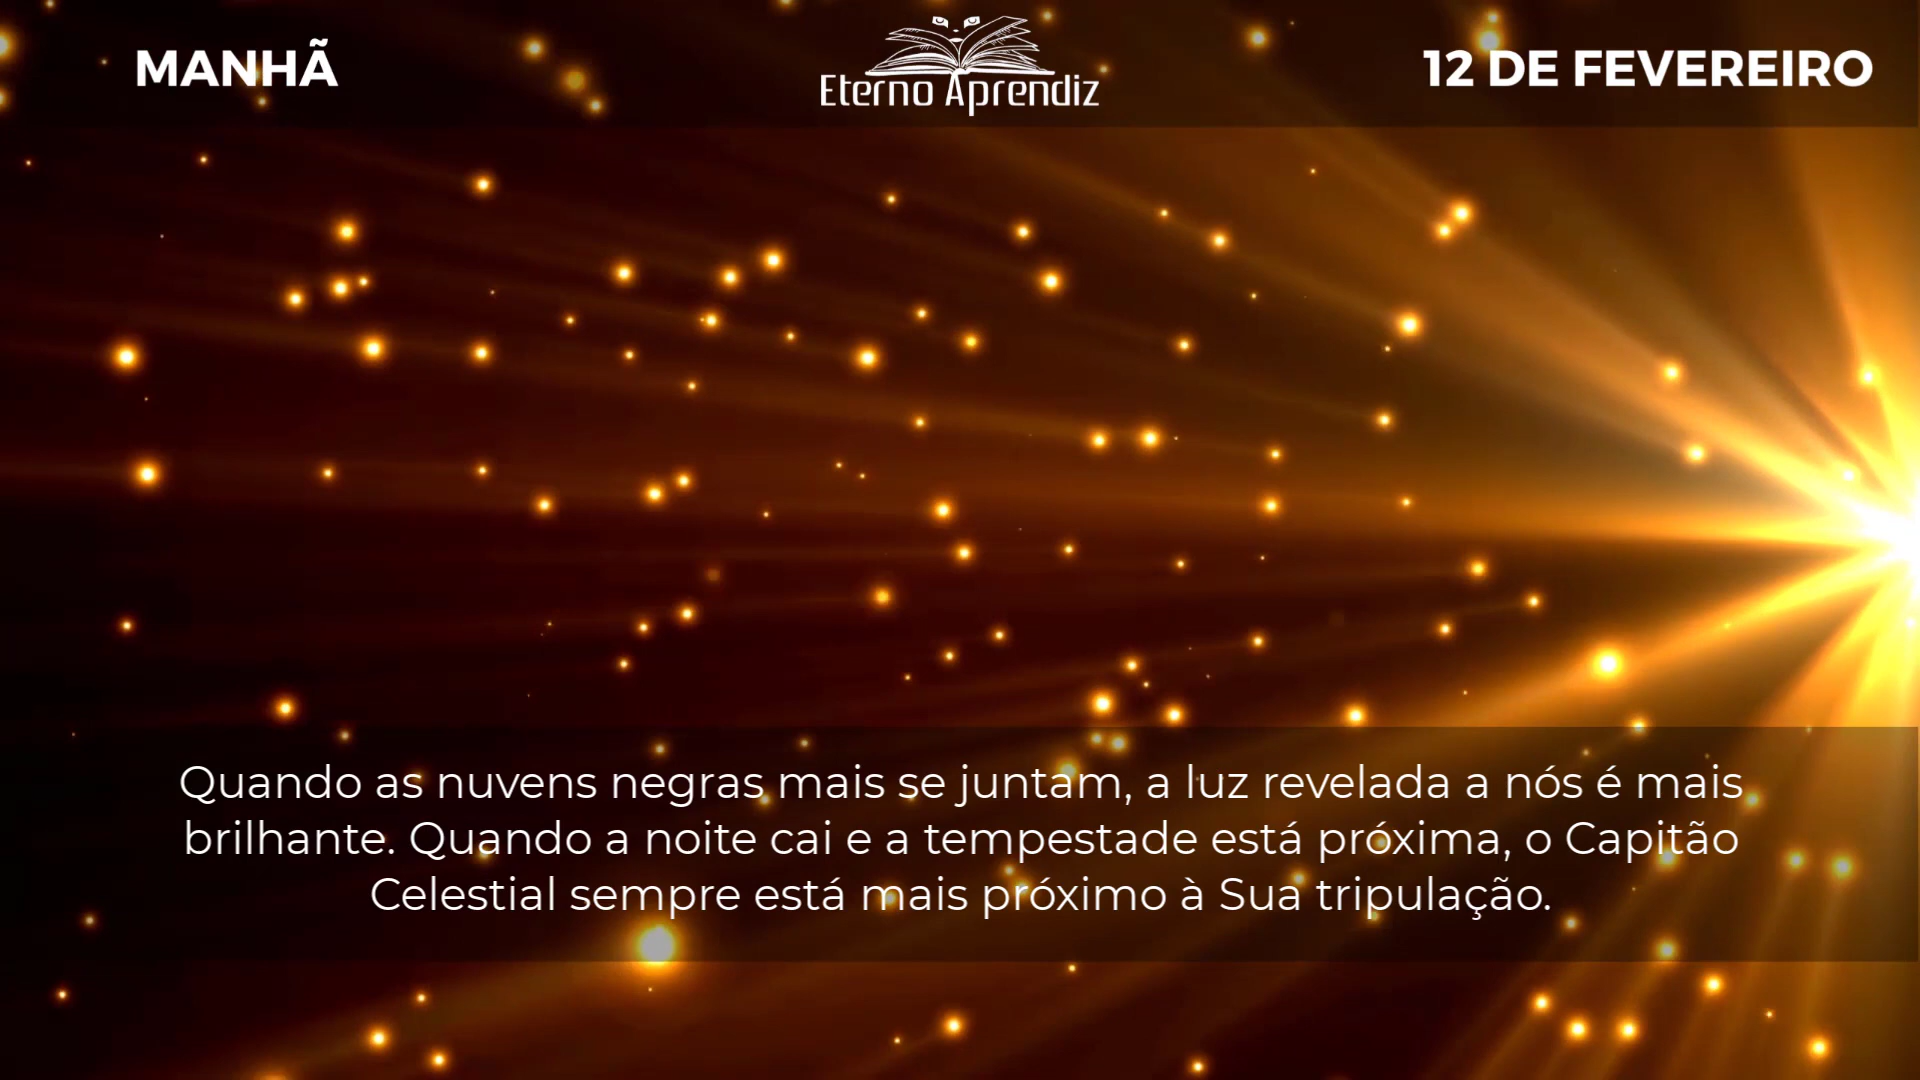 MANHÃ
Eterno Aprendiz
12 DE FEVEREIRO
Quando as nuvens negras mais se juntam, a luz revelada a nós é mais
brilhante. Quando a noite cai e a tempestade está próxima, o Capitão
Celestial sempre está mais próximo à Sua tripulação.